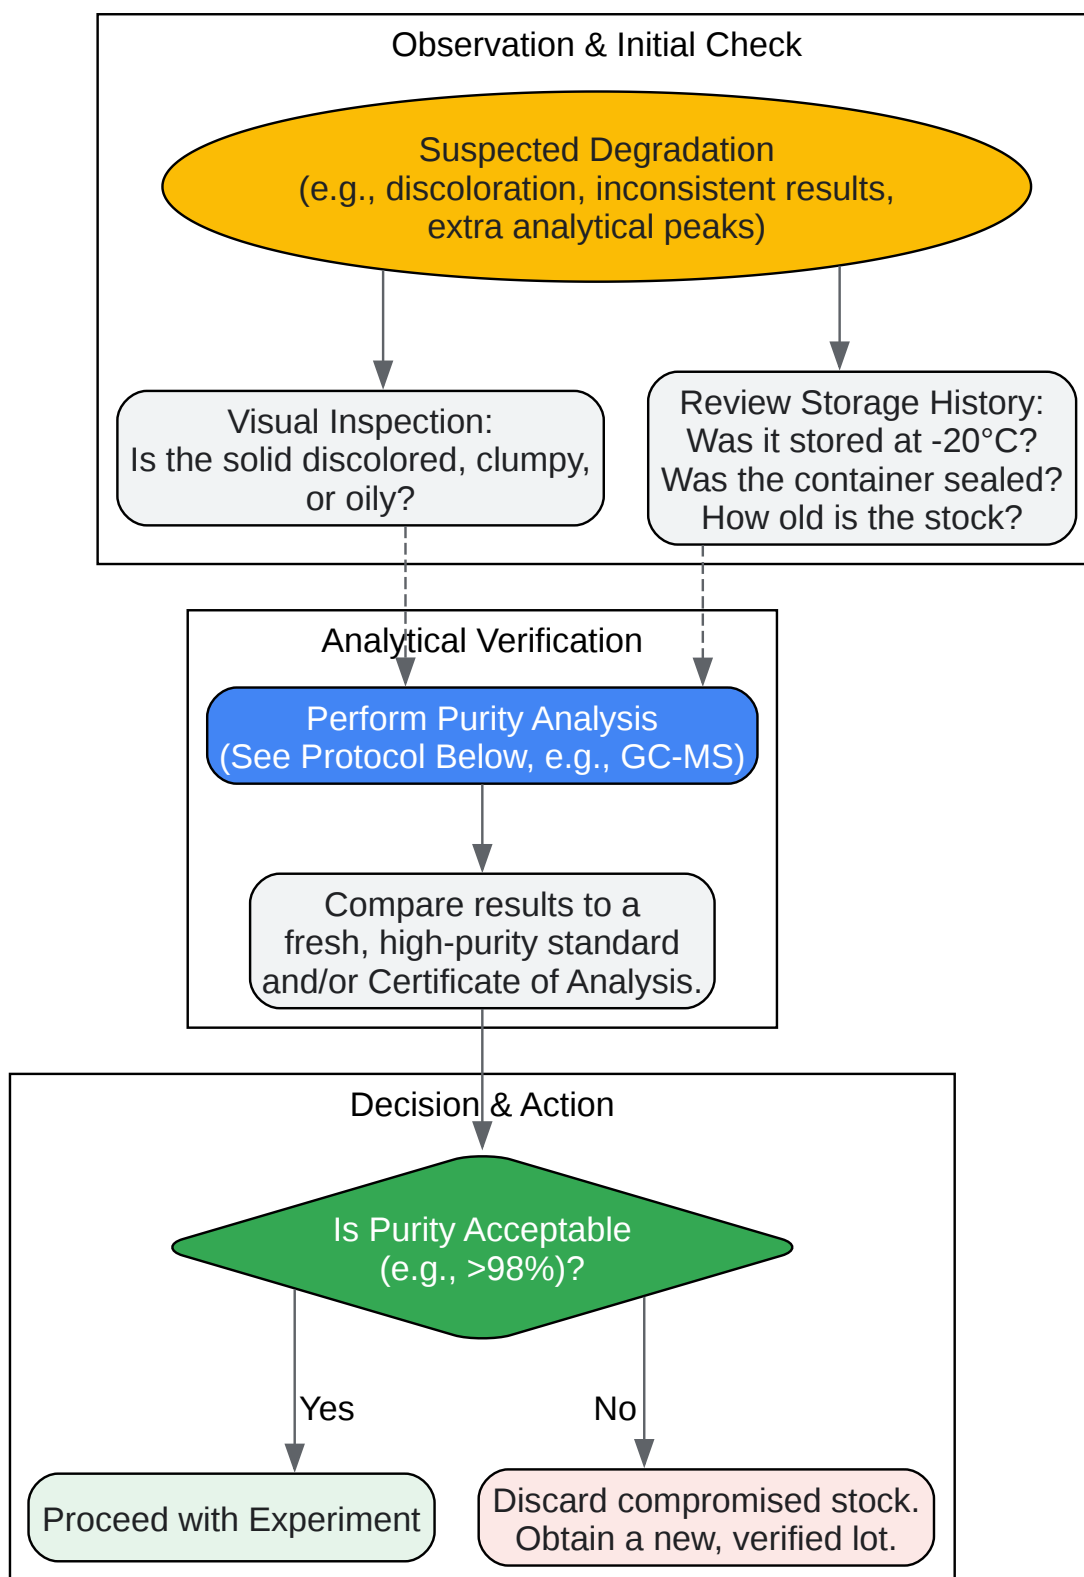 Observation & Initial Check
Suspected Degradation
(e.g., discoloration, inconsistent results,
extra analytical peaks)
Visual Inspection:
Is the solid discolored, clumpy,
or oily?
Review Storage History:
Was it stored at -20°C?
Was the container sealed?
How old is the stock?
Analytical Verification
Perform Purity Analysis
(See Protocol Below, e.g., GC-MS)
Compare results to a
fresh, high-purity standard
and/or Certificate of Analysis.
Decision & Action
Is Purity Acceptable
(e.g., >98%)?
Yes
No
Proceed with Experiment
Discard compromised stock.
Obtain a new, verified lot.